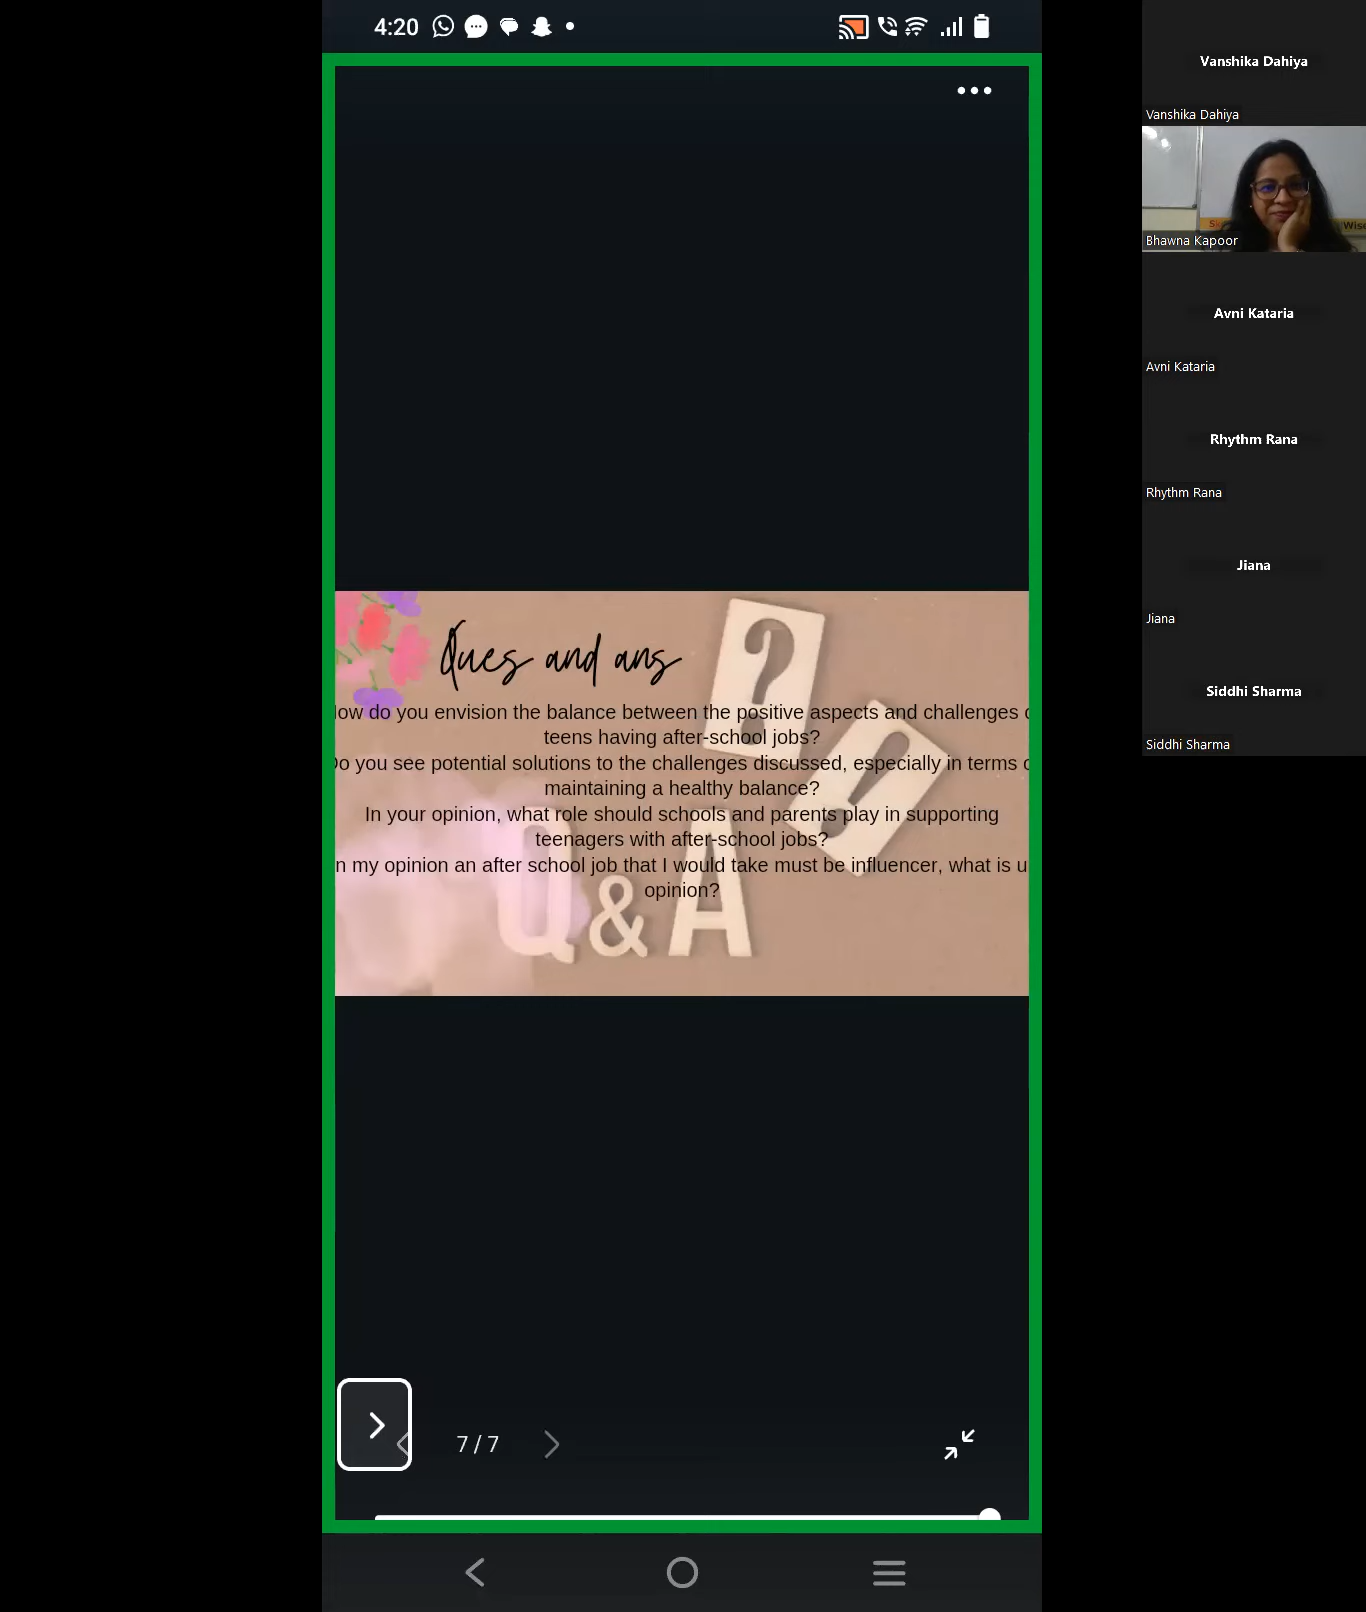 4:20
Ques and ans
ow do you envision the balance between the positive aspects and challenges
teens having after-school jobs?
Do you see potential solutions to the challenges discussed, especially in terms
maintaining a healthy balance?
In your opinion, what role should schools and parents play in supporting
teenagers with after-school jobs?
n my opinion an after school job that I would take must be influencer, what is u
opinion?
Q & A
7 / 7
Vanshika Dahiya
Vanshika Dahiya
Bhawna Kapoor
Avni Kataria
Avni Kataria
Rhythm Rana
Rhythm Rana
Jiana
Jiana
Siddhi Sharma
Siddhi Sharma